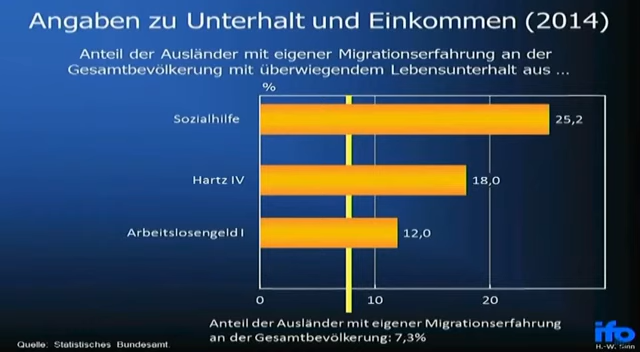 Angaben zu Unterhalt und Einkommen (2014)
Anteil der Ausländer mit eigener Migrationserfahrung an der
Gesamtbevölkerung mit überwiegendem Lebensunterhalt aus ...
%
Sozialhilfe 25,2
Hartz IV 18,0
Arbeitslosengeld I 12,0
0 10 20
Anteil der Ausländer mit eigener Migrationserfahrung
an der Gesamtbevölkerung: 7,3%
Quelle: Statistisches Bundesamt.
ifo
H.-W. Sinn